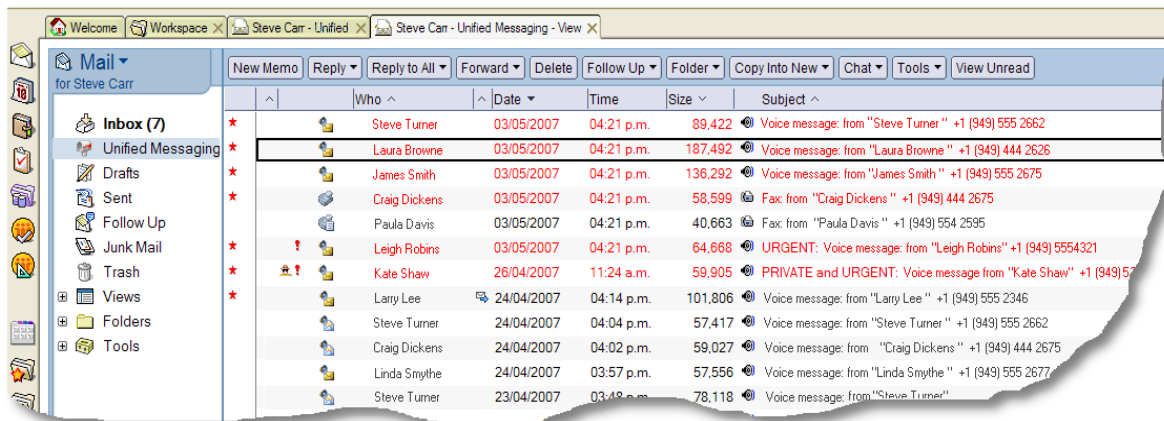 Welcome Workspace Steve Carr - Unified Steve Carr - Unified Messaging - View
Mail
for Steve Carr
New Memo Reply Reply to All Forward Delete Follow Up Folder Copy Into New Chat Tools View Unread
Who Date Time Size Subject
Inbox (7)
Unified Messaging
Drafts
Sent
Follow Up
Junk Mail
Trash
Views
Folders
Tools
Steve Turner 03/05/2007 04:21 p.m. 89,422 Voice message: from "Steve Turner " +1 (949) 555 2662
Laura Browne 03/05/2007 04:21 p.m. 187,492 Voice message: from "Laura Browne " +1 (949) 444 2626
James Smith 03/05/2007 04:21 p.m. 136,292 Voice message: from "James Smith " +1 (949) 555 2675
Craig Dickens 03/05/2007 04:21 p.m. 58,599 Fax: from "Craig Dickens " +1 (949) 444 2675
Paula Davis 03/05/2007 04:21 p.m. 40,663 Fax: from "Paula Davis " +1 (949) 554 2595
Leigh Robins 03/05/2007 04:21 p.m. 64,668 URGENT: Voice message: from "Leigh Robins" +1 (949) 5554321
Kate Shaw 26/04/2007 11:24 a.m. 59,905 PRIVATE and URGENT: Voice message from "Kate Shaw" +1 (949)
Larry Lee 24/04/2007 04:14 p.m. 101,806 Voice message: from "Larry Lee " +1 (949) 555 2346
Steve Turner 24/04/2007 04:04 p.m. 57,417 Voice message: from "Steve Turner " +1 (949) 555 2662
Craig Dickens 24/04/2007 04:02 p.m. 59,027 Voice message: from "Craig Dickens " +1 (949) 444 2675
Linda Smythe 24/04/2007 03:57 p.m. 57,556 Voice message: from "Linda Smythe " +1 (949) 555 2677
Steve Turner 23/04/2007 03:48 p.m. 78,118 Voice message: from "Steve Turner"